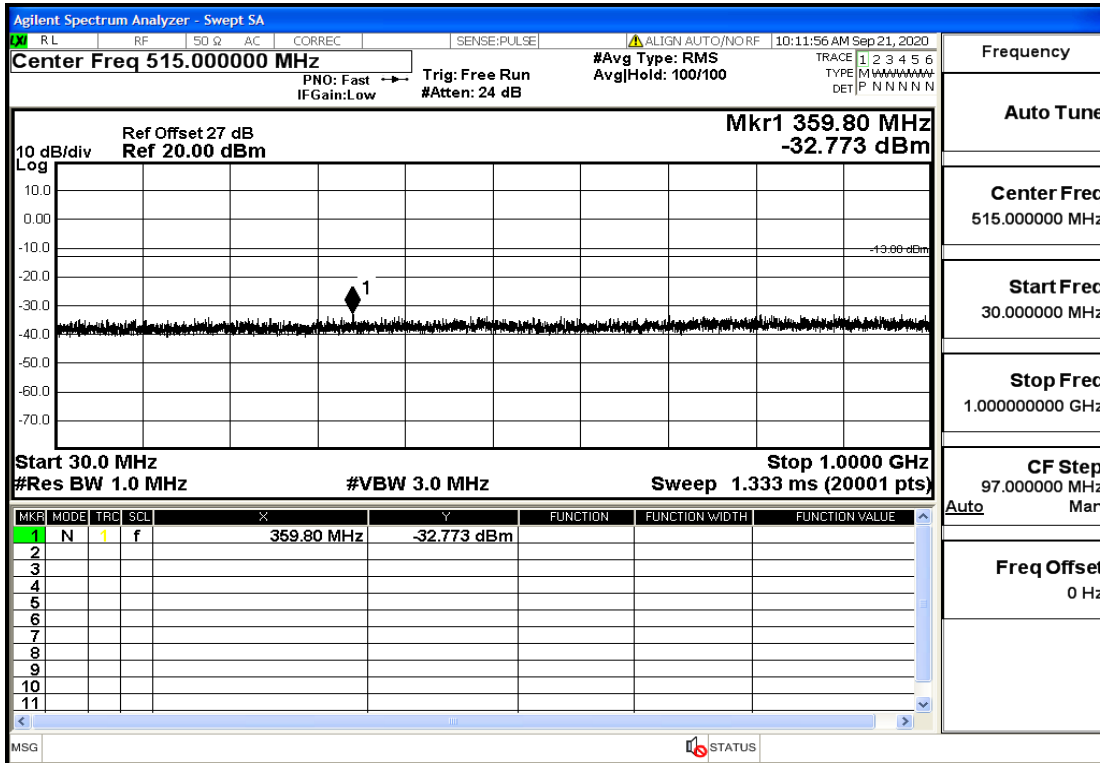 Agilent Spectrum Analyzer - Swept SA
LXI RL RF 50 Ω AC CORREC SENSE:PULSE ALIGN AUTO/NO RF 10:11:56 AM Sep 21, 2020
Center Freq 515.000000 MHz
PNO: Fast
IFGain:Low
Trig: Free Run
#Atten: 24 dB
#Avg Type: RMS
Avg|Hold: 100/100
TRACE 1 2 3 4 5 6
TYPE M WWWWW
DET P N N N N N
Ref Offset 27 dB
Ref 20.00 dBm
10 dB/div
Log
Mkr1 359.80 MHz
-32.773 dBm
10.0
0.00
-10.0
-13.00 dBm
-20.0
1
-30.0
-40.0
-50.0
-60.0
-70.0
Start 30.0 MHz Stop 1.0000 GHz
#Res BW 1.0 MHz #VBW 3.0 MHz Sweep 1.333 ms (20001 pts)
MKR MODE TRC SCL X Y FUNCTION FUNCTION WIDTH FUNCTION VALUE
1 N 1 f 359.80 MHz -32.773 dBm
2
3
4
5
6
7
8
9
10
11
MSG STATUS
Frequency
Auto Tune
Center Freq
515.000000 MHz
Start Freq
30.000000 MHz
Stop Freq
1.000000000 GHz
CF Step
97.000000 MHz
Auto Man
Freq Offset
0 Hz